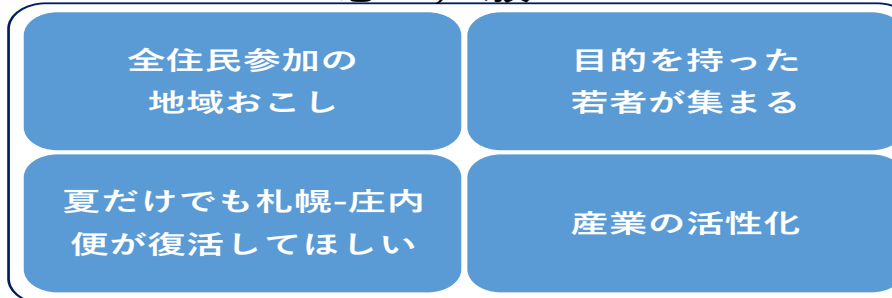 全住民参加の
地域おこし
目的を持った
若者が集まる
夏だけでも札幌-庄内
便が復活してほしい
産業の活性化